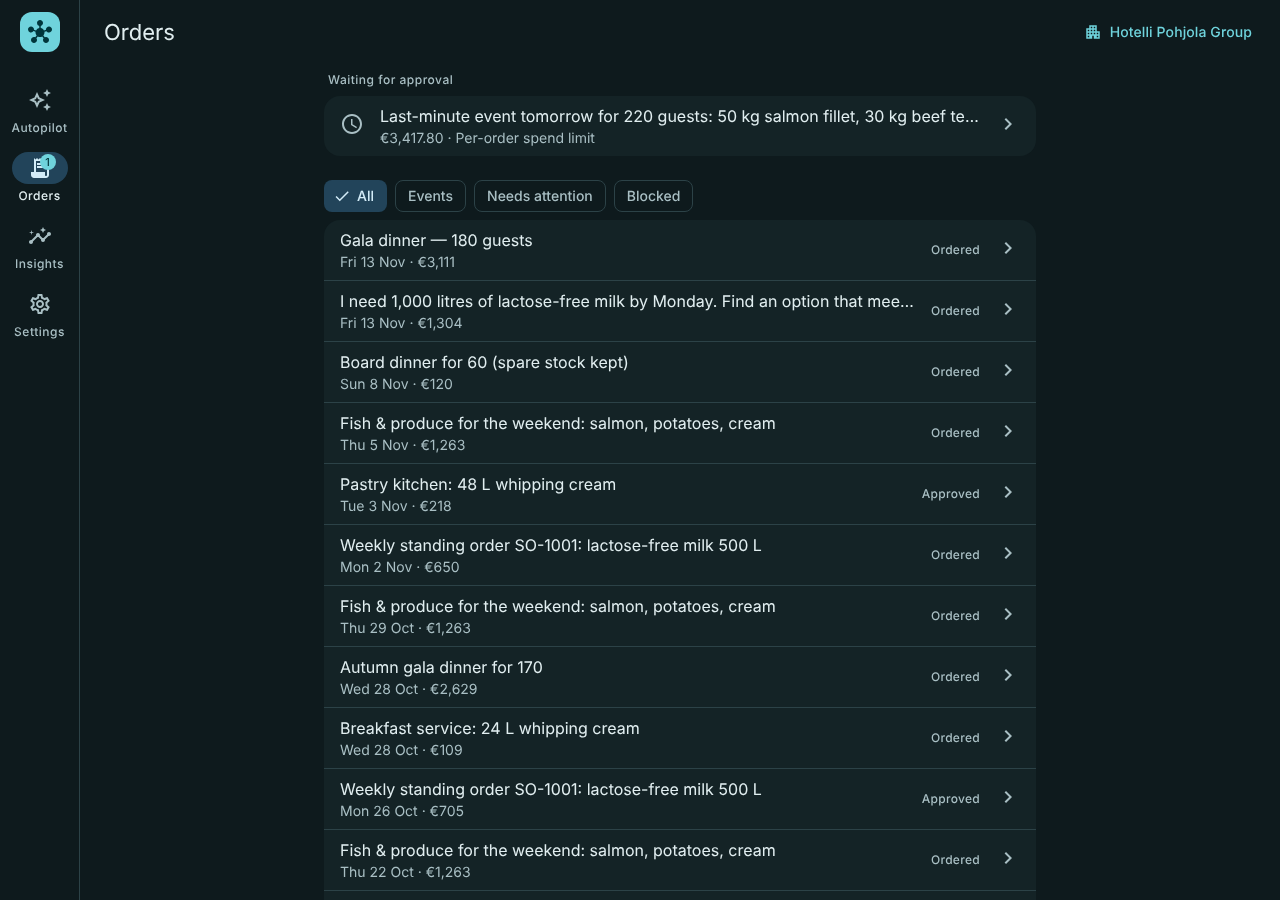 Orders
Hotelli Pohjola Group
Autopilot
1
Orders
Insights
Settings
Waiting for approval
Last-minute event tomorrow for 220 guests: 50 kg salmon fillet, 30 kg beef te...
€3,417.80 · Per-order spend limit
All
Events
Needs attention
Blocked
Gala dinner — 180 guests
Fri 13 Nov · €3,111
Ordered
I need 1,000 litres of lactose-free milk by Monday. Find an option that mee...
Fri 13 Nov · €1,304
Ordered
Board dinner for 60 (spare stock kept)
Sun 8 Nov · €120
Ordered
Fish & produce for the weekend: salmon, potatoes, cream
Thu 5 Nov · €1,263
Ordered
Pastry kitchen: 48 L whipping cream
Tue 3 Nov · €218
Approved
Weekly standing order SO-1001: lactose-free milk 500 L
Mon 2 Nov · €650
Ordered
Fish & produce for the weekend: salmon, potatoes, cream
Thu 29 Oct · €1,263
Ordered
Autumn gala dinner for 170
Wed 28 Oct · €2,629
Ordered
Breakfast service: 24 L whipping cream
Wed 28 Oct · €109
Ordered
Weekly standing order SO-1001: lactose-free milk 500 L
Mon 26 Oct · €705
Approved
Fish & produce for the weekend: salmon, potatoes, cream
Thu 22 Oct · €1,263
Ordered